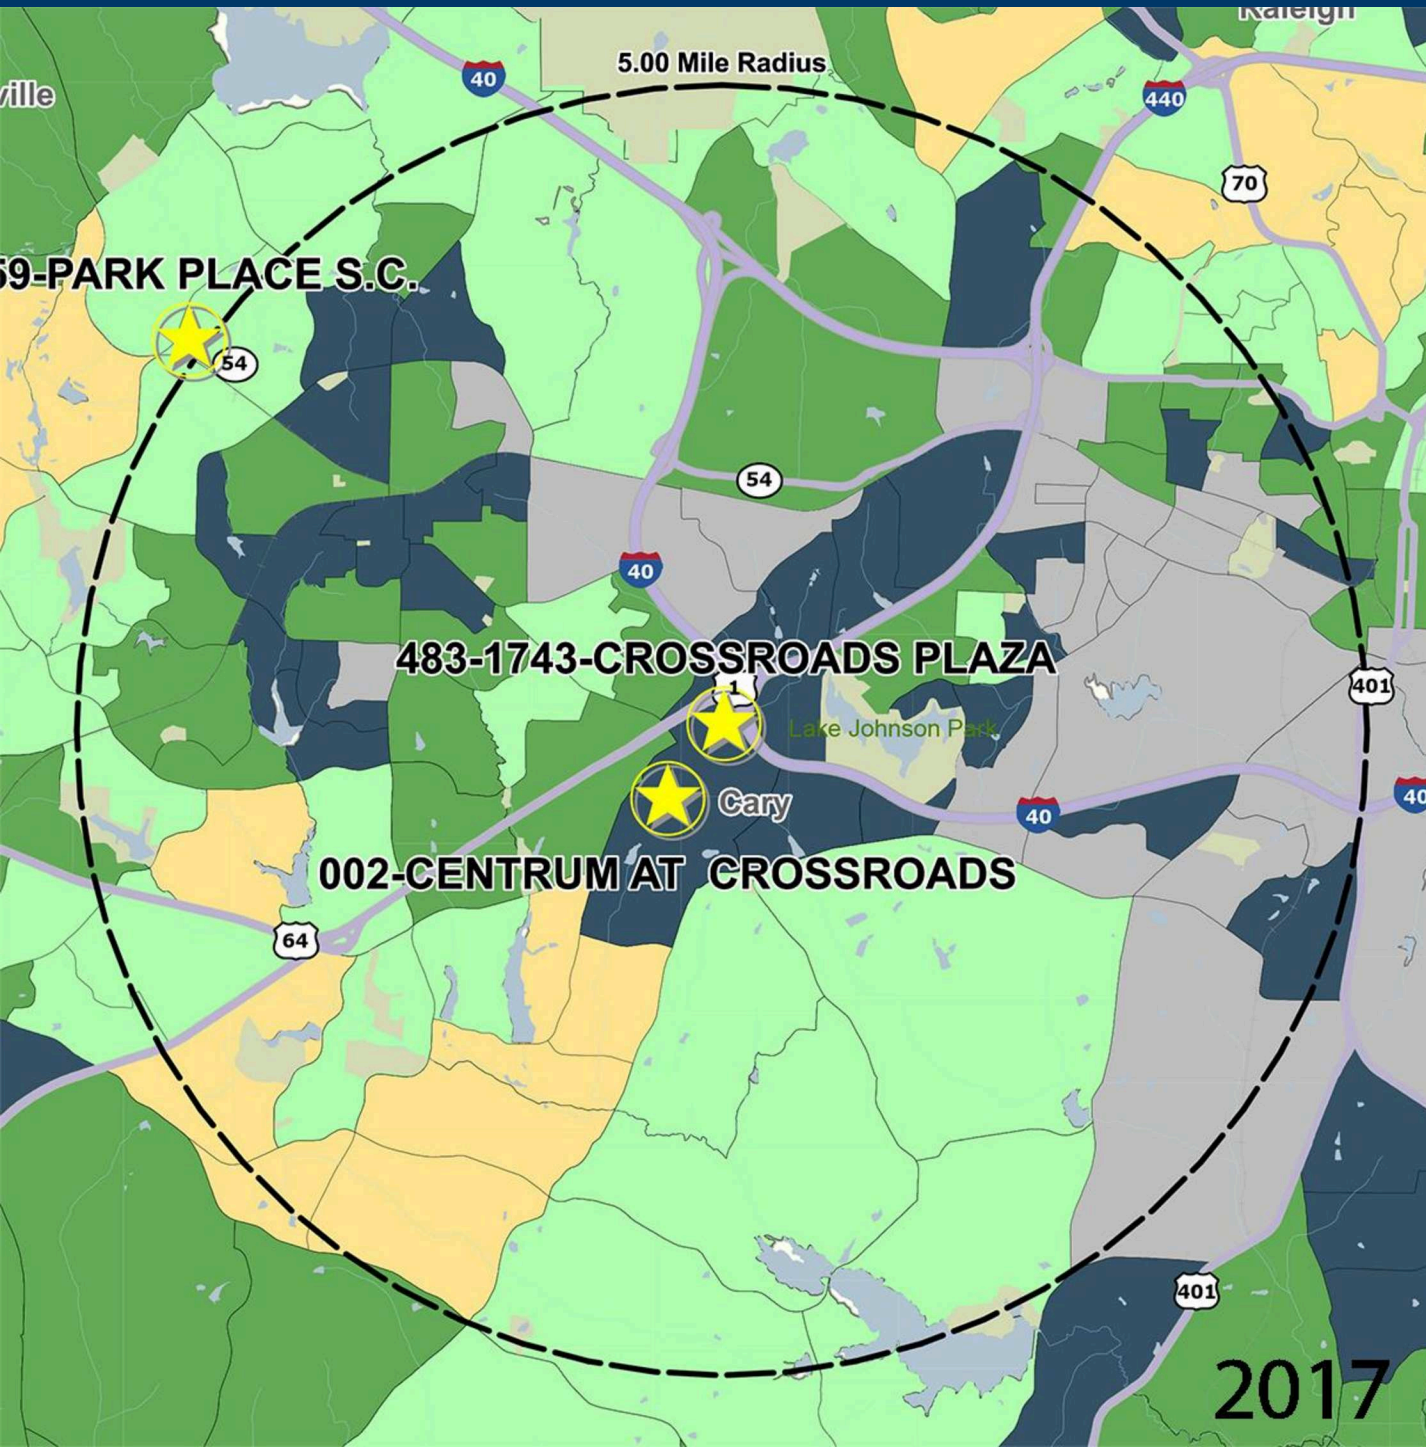 Raleigh
5.00 Mile Radius
40
ville
440
70
59-PARK PLACE S.C.
54
54
40
483-1743-CROSSROADS PLAZA
1
401
Lake Johnson Park
40
Cary
40
002-CENTRUM AT CROSSROADS
64
401
2017